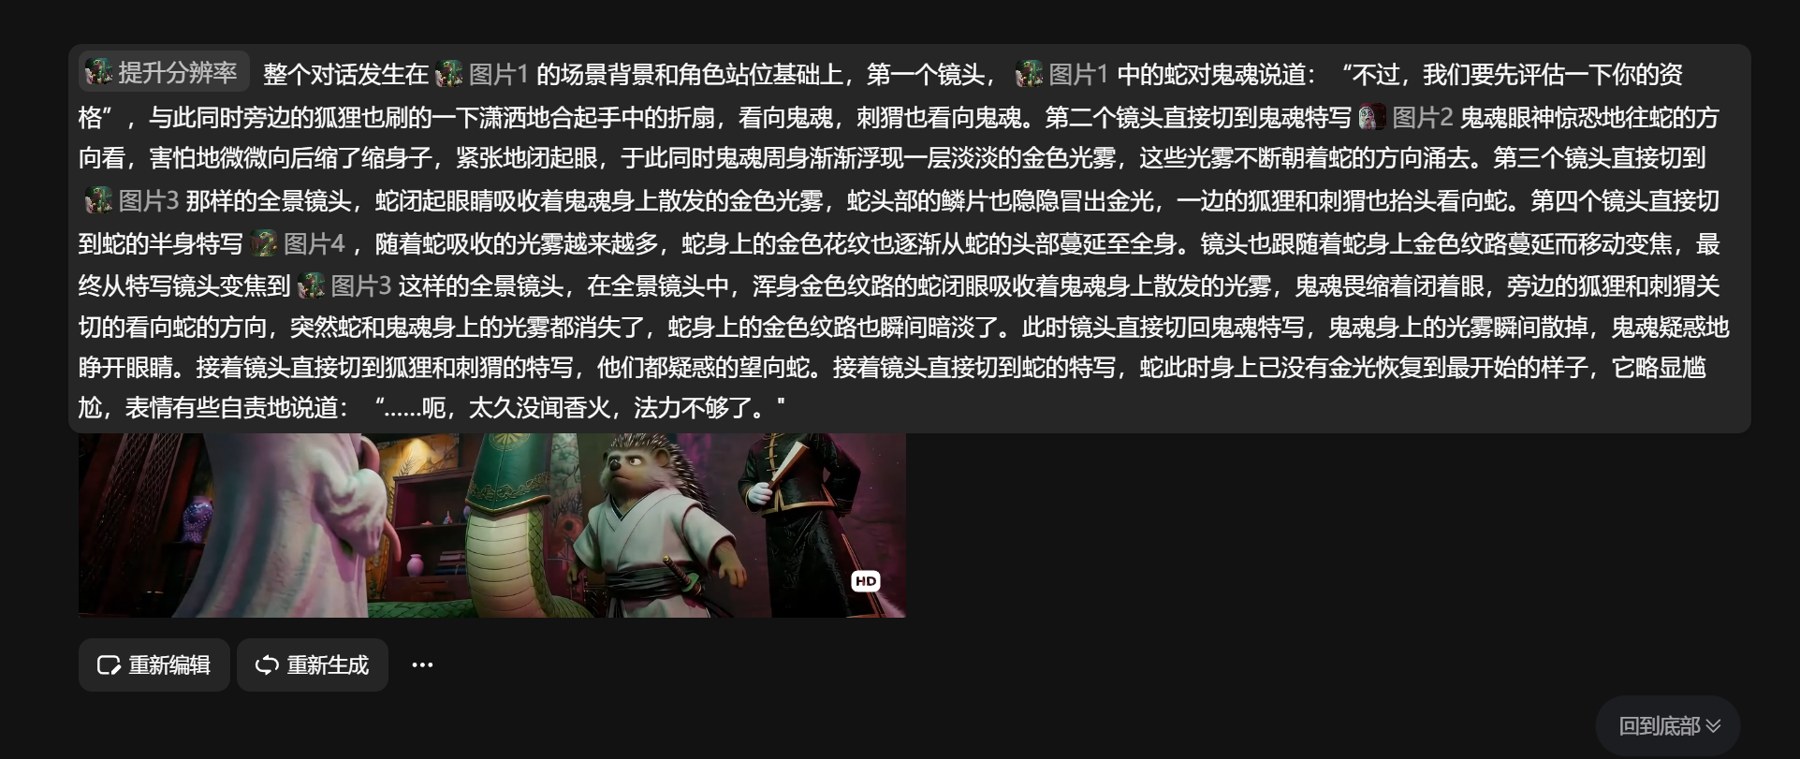 提升分辨率 整个对话发生在 图片1 的场景背景和角色站位基础上，第一个镜头， 图片1 中的蛇对鬼魂说道：“不过，我们要先评估一下你的资
格”，与此同时旁边的狐狸也刷的一下潇洒地合起手中的折扇，看向鬼魂，刺猬也看向鬼魂。第二个镜头直接切到鬼魂特写 图片2 鬼魂眼神惊恐地往蛇的方
向看，害怕地微微向后缩了缩身子，紧张地闭起眼，于此同时鬼魂周身渐渐浮现一层淡淡的金色光雾，这些光雾不断朝着蛇的方向涌去。第三个镜头直接切到
图片3 那样的全景镜头，蛇闭起眼睛吸收着鬼魂身上散发的金色光雾，蛇头部的鳞片也隐隐冒出金光，一边的狐狸和刺猬也抬头看向蛇。第四个镜头直接切
到蛇的半身特写 图片4 ，随着蛇吸收的光雾越来越多，蛇身上的金色花纹也逐渐从蛇的头部蔓延至全身。镜头也跟随着蛇身上金色纹路蔓延而移动变焦，最
终从特写镜头变焦到 图片3 这样的全景镜头，在全景镜头中，浑身金色纹路的蛇闭眼吸收着鬼魂身上散发的光雾，鬼魂畏缩着闭着眼，旁边的狐狸和刺猬关
切的看向蛇的方向，突然蛇和鬼魂身上的光雾都消失了，蛇身上的金色纹路也瞬间暗淡了。此时镜头直接切回鬼魂特写，鬼魂身上的光雾瞬间散掉，鬼魂疑惑地
睁开眼睛。接着镜头直接切到狐狸和刺猬的特写，他们都疑惑的望向蛇。接着镜头直接切到蛇的特写，蛇此时身上已没有金光恢复到最开始的样子，它略显尴
尬，表情有些自责地说道：“......呃，太久没闻香火，法力不够了。"
HD
重新编辑 重新生成 ···
回到底部